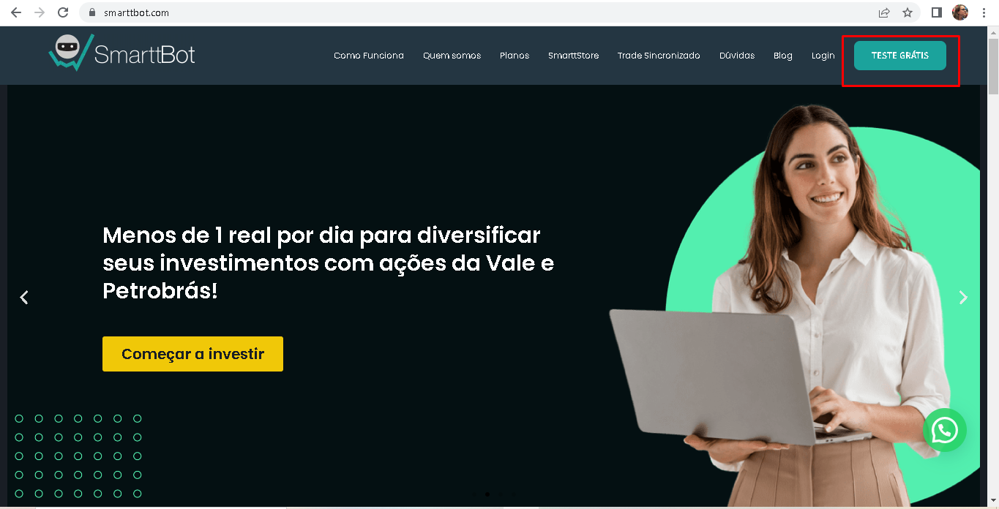 smarttbot.com
SmarttBot
Como Funciona
Quem somos
Planos
SmarttStore
Trade Sincronizado
Dúvidas
Blog
Login
TESTE GRÁTIS
Menos de 1 real por dia para diversificar
seus investimentos com ações da Vale e
Petrobrás!
Começar a investir